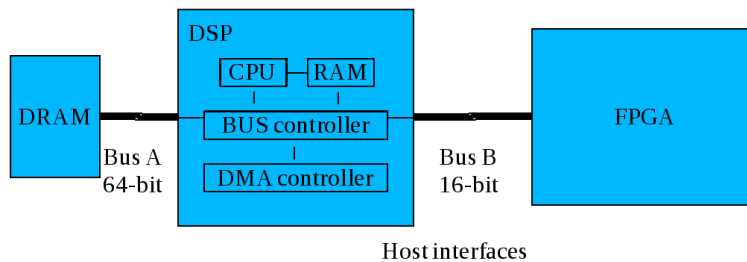 DSP
CPU
RAM
DRAM
BUS controller
FPGA
Bus A
64-bit
DMA controller
Bus B
16-bit
Host interfaces